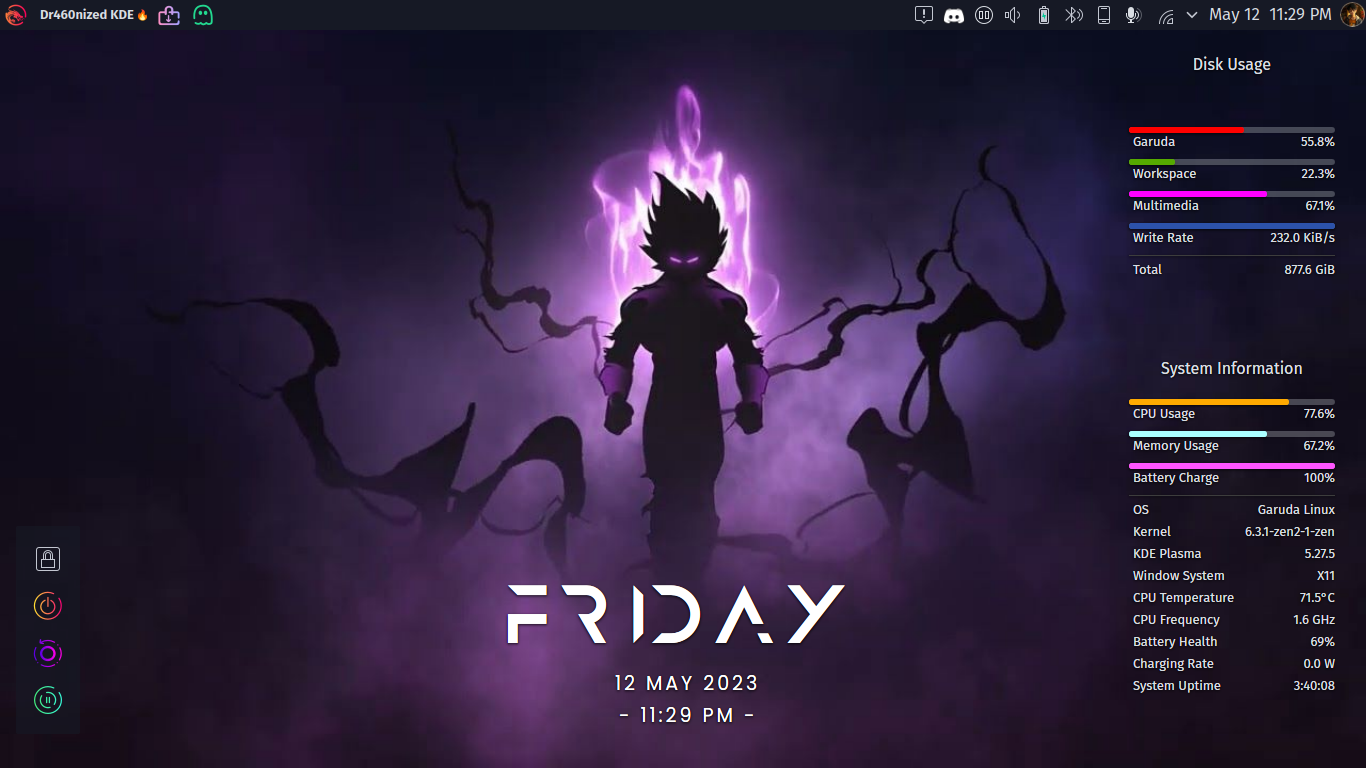 Dr460nized KDE🔥
May 12 11:29 PM
Disk Usage
Garuda 55.8%
Workspace 22.3%
Multimedia 67.1%
Write Rate 232.0 KiB/s
Total 877.6 GiB
System Information
CPU Usage 77.6%
Memory Usage 67.2%
Battery Charge 100%
OS Garuda Linux
Kernel 6.3.1-zen2-1-zen
KDE Plasma 5.27.5
Window System X11
CPU Temperature 71.5°C
CPU Frequency 1.6 GHz
Battery Health 69%
Charging Rate 0.0 W
System Uptime 3:40:08
FRIDAY
12 MAY 2023
- 11:29 PM -